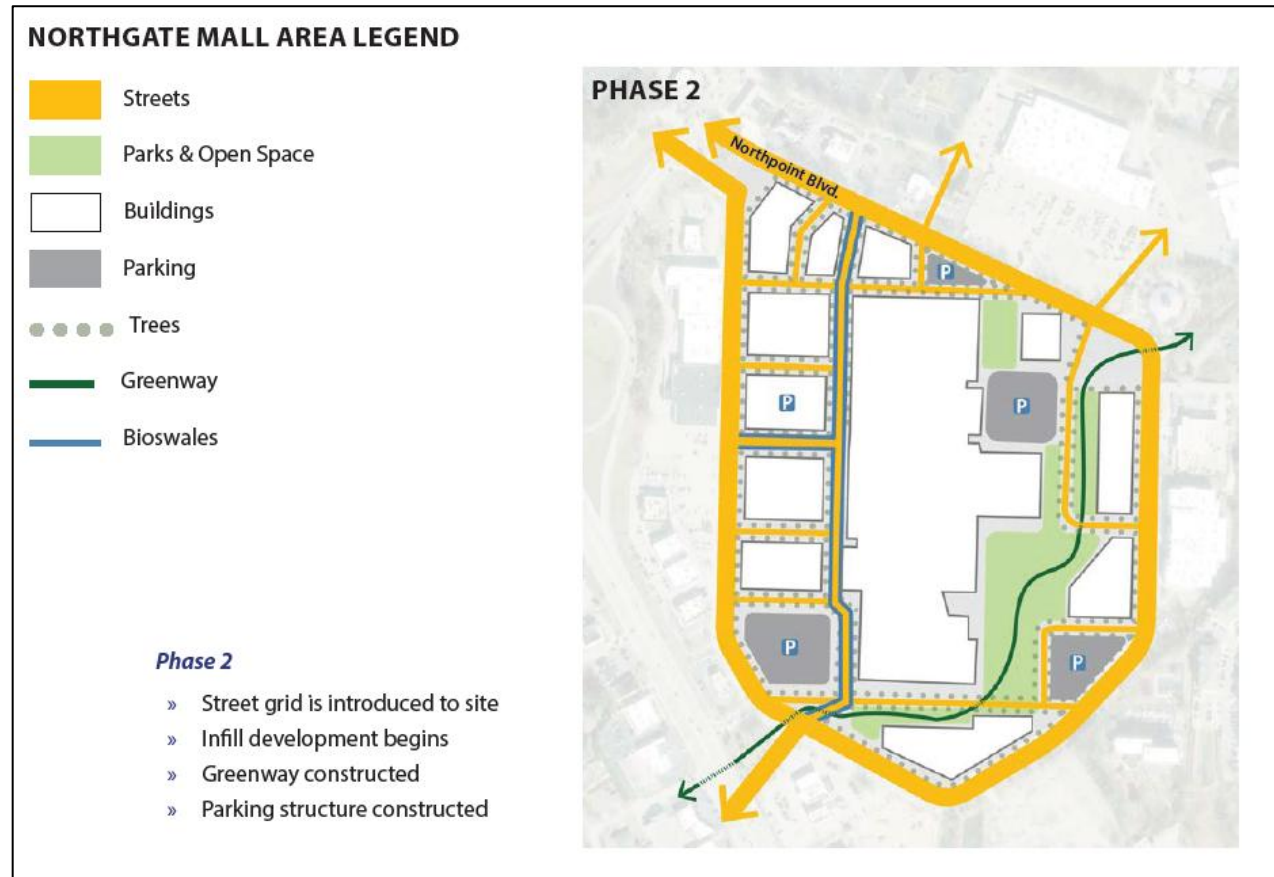 NORTHGATE MALL AREA LEGEND
Streets
Parks & Open Space
Buildings
Parking
Trees
Greenway
Bioswales
Phase 2
» Street grid is introduced to site
» Infill development begins
» Greenway constructed
» Parking structure constructed
PHASE 2
Northpoint Blvd.
P
P
P
P
P